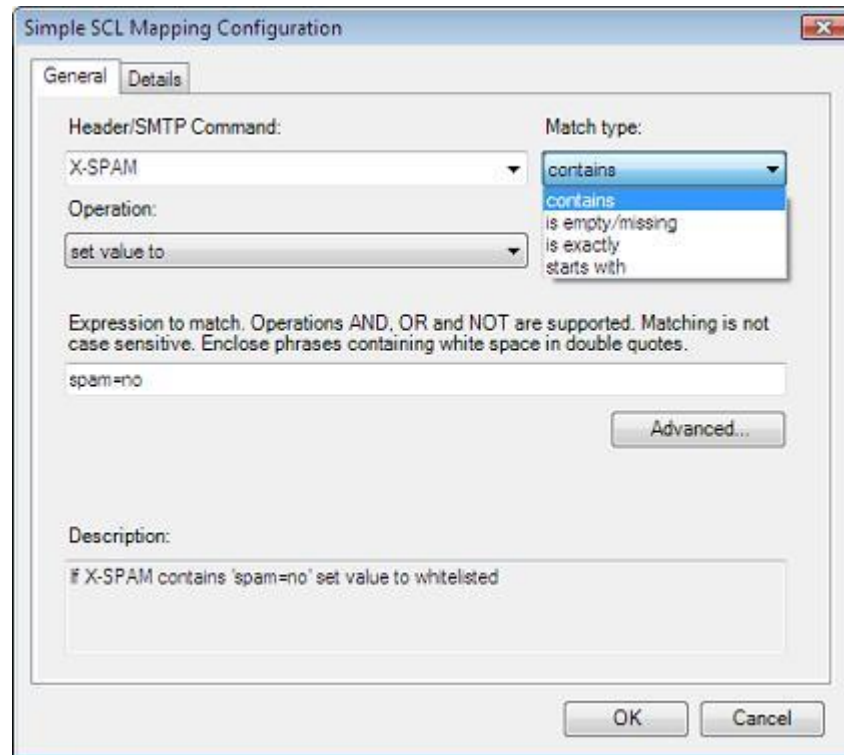 Simple SCL Mapping Configuration
General Details
Header/SMTP Command: Match type:
X-SPAM contains
contains
is empty/missing
is exactly
starts with
Operation:
set value to
Expression to match. Operations AND, OR and NOT are supported. Matching is not
case sensitive. Enclose phrases containing white space in double quotes.
spam=no
Advanced...
Description:
If X-SPAM contains 'spam=no' set value to whitelisted
OK Cancel